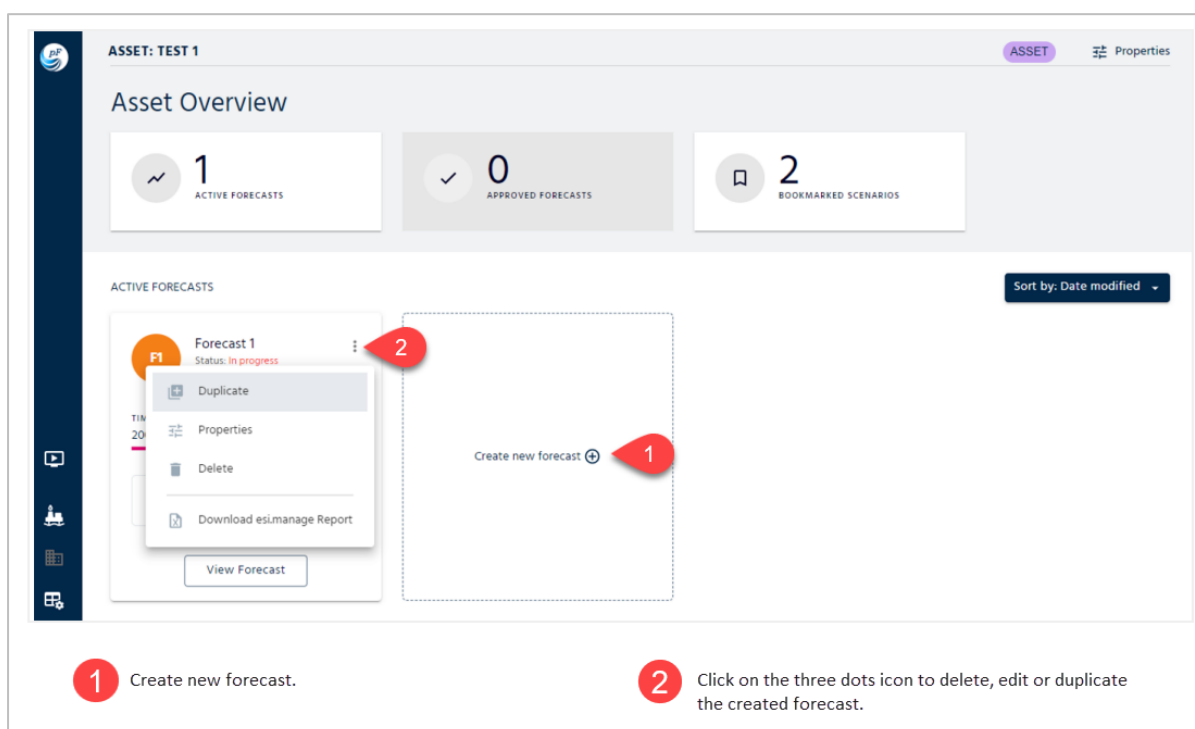 PF
ASSET: TEST 1
ASSET
Properties
Asset Overview
1
ACTIVE FORECASTS
0
APPROVED FORECASTS
2
BOOKMARKED SCENARIOS
ACTIVE FORECASTS
Sort by: Date modified
F1
Forecast 1
Status: In progress
2
Duplicate
Properties
Delete
Download esi.manage Report
View Forecast
Create new forecast
1
1 Create new forecast.
2 Click on the three dots icon to delete, edit or duplicate
the created forecast.